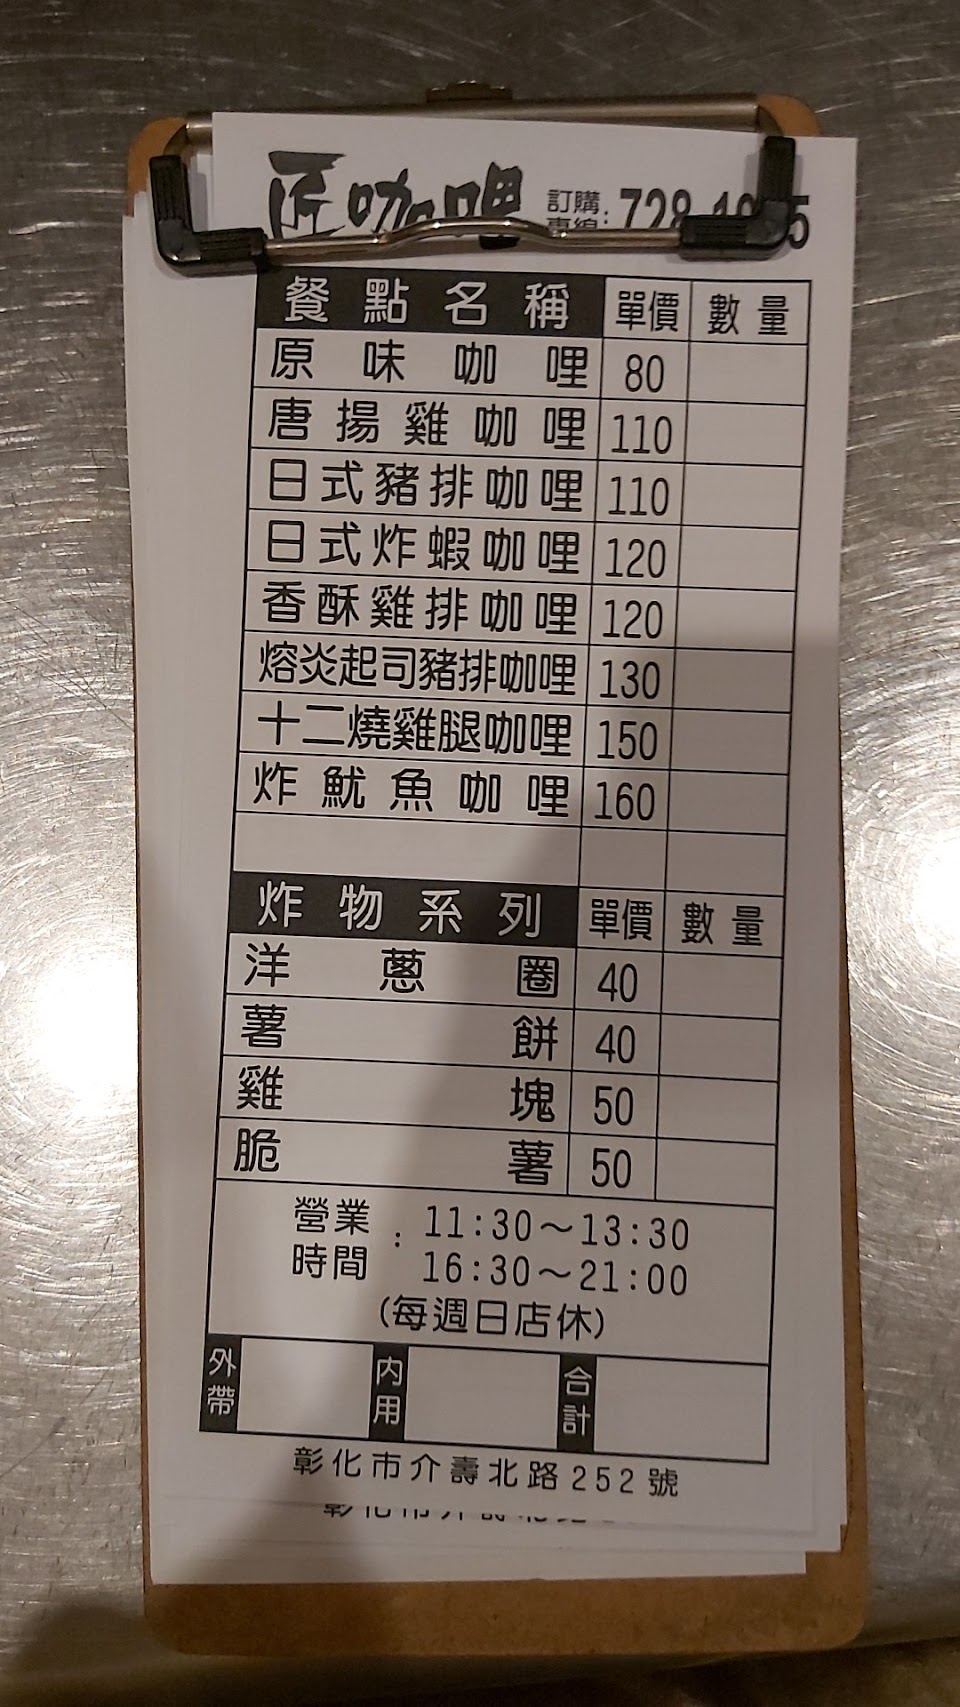 匠咖哩 訂購專線: 728-
餐點名稱 單價 數量
原味咖哩 80
唐揚雞咖哩 110
日式豬排咖哩 110
日式炸蝦咖哩 120
香酥雞排咖哩 120
熔炎起司豬排咖哩 130
十二燒雞腿咖哩 150
炸魷魚咖哩 160
炸物系列 單價 數量
洋蔥圈 40
薯餅 40
雞塊 50
脆薯 50
營業時間: 11:30~13:30
16:30~21:00
(每週日店休)
外帶 內用 合計
彰化市介壽北路252號